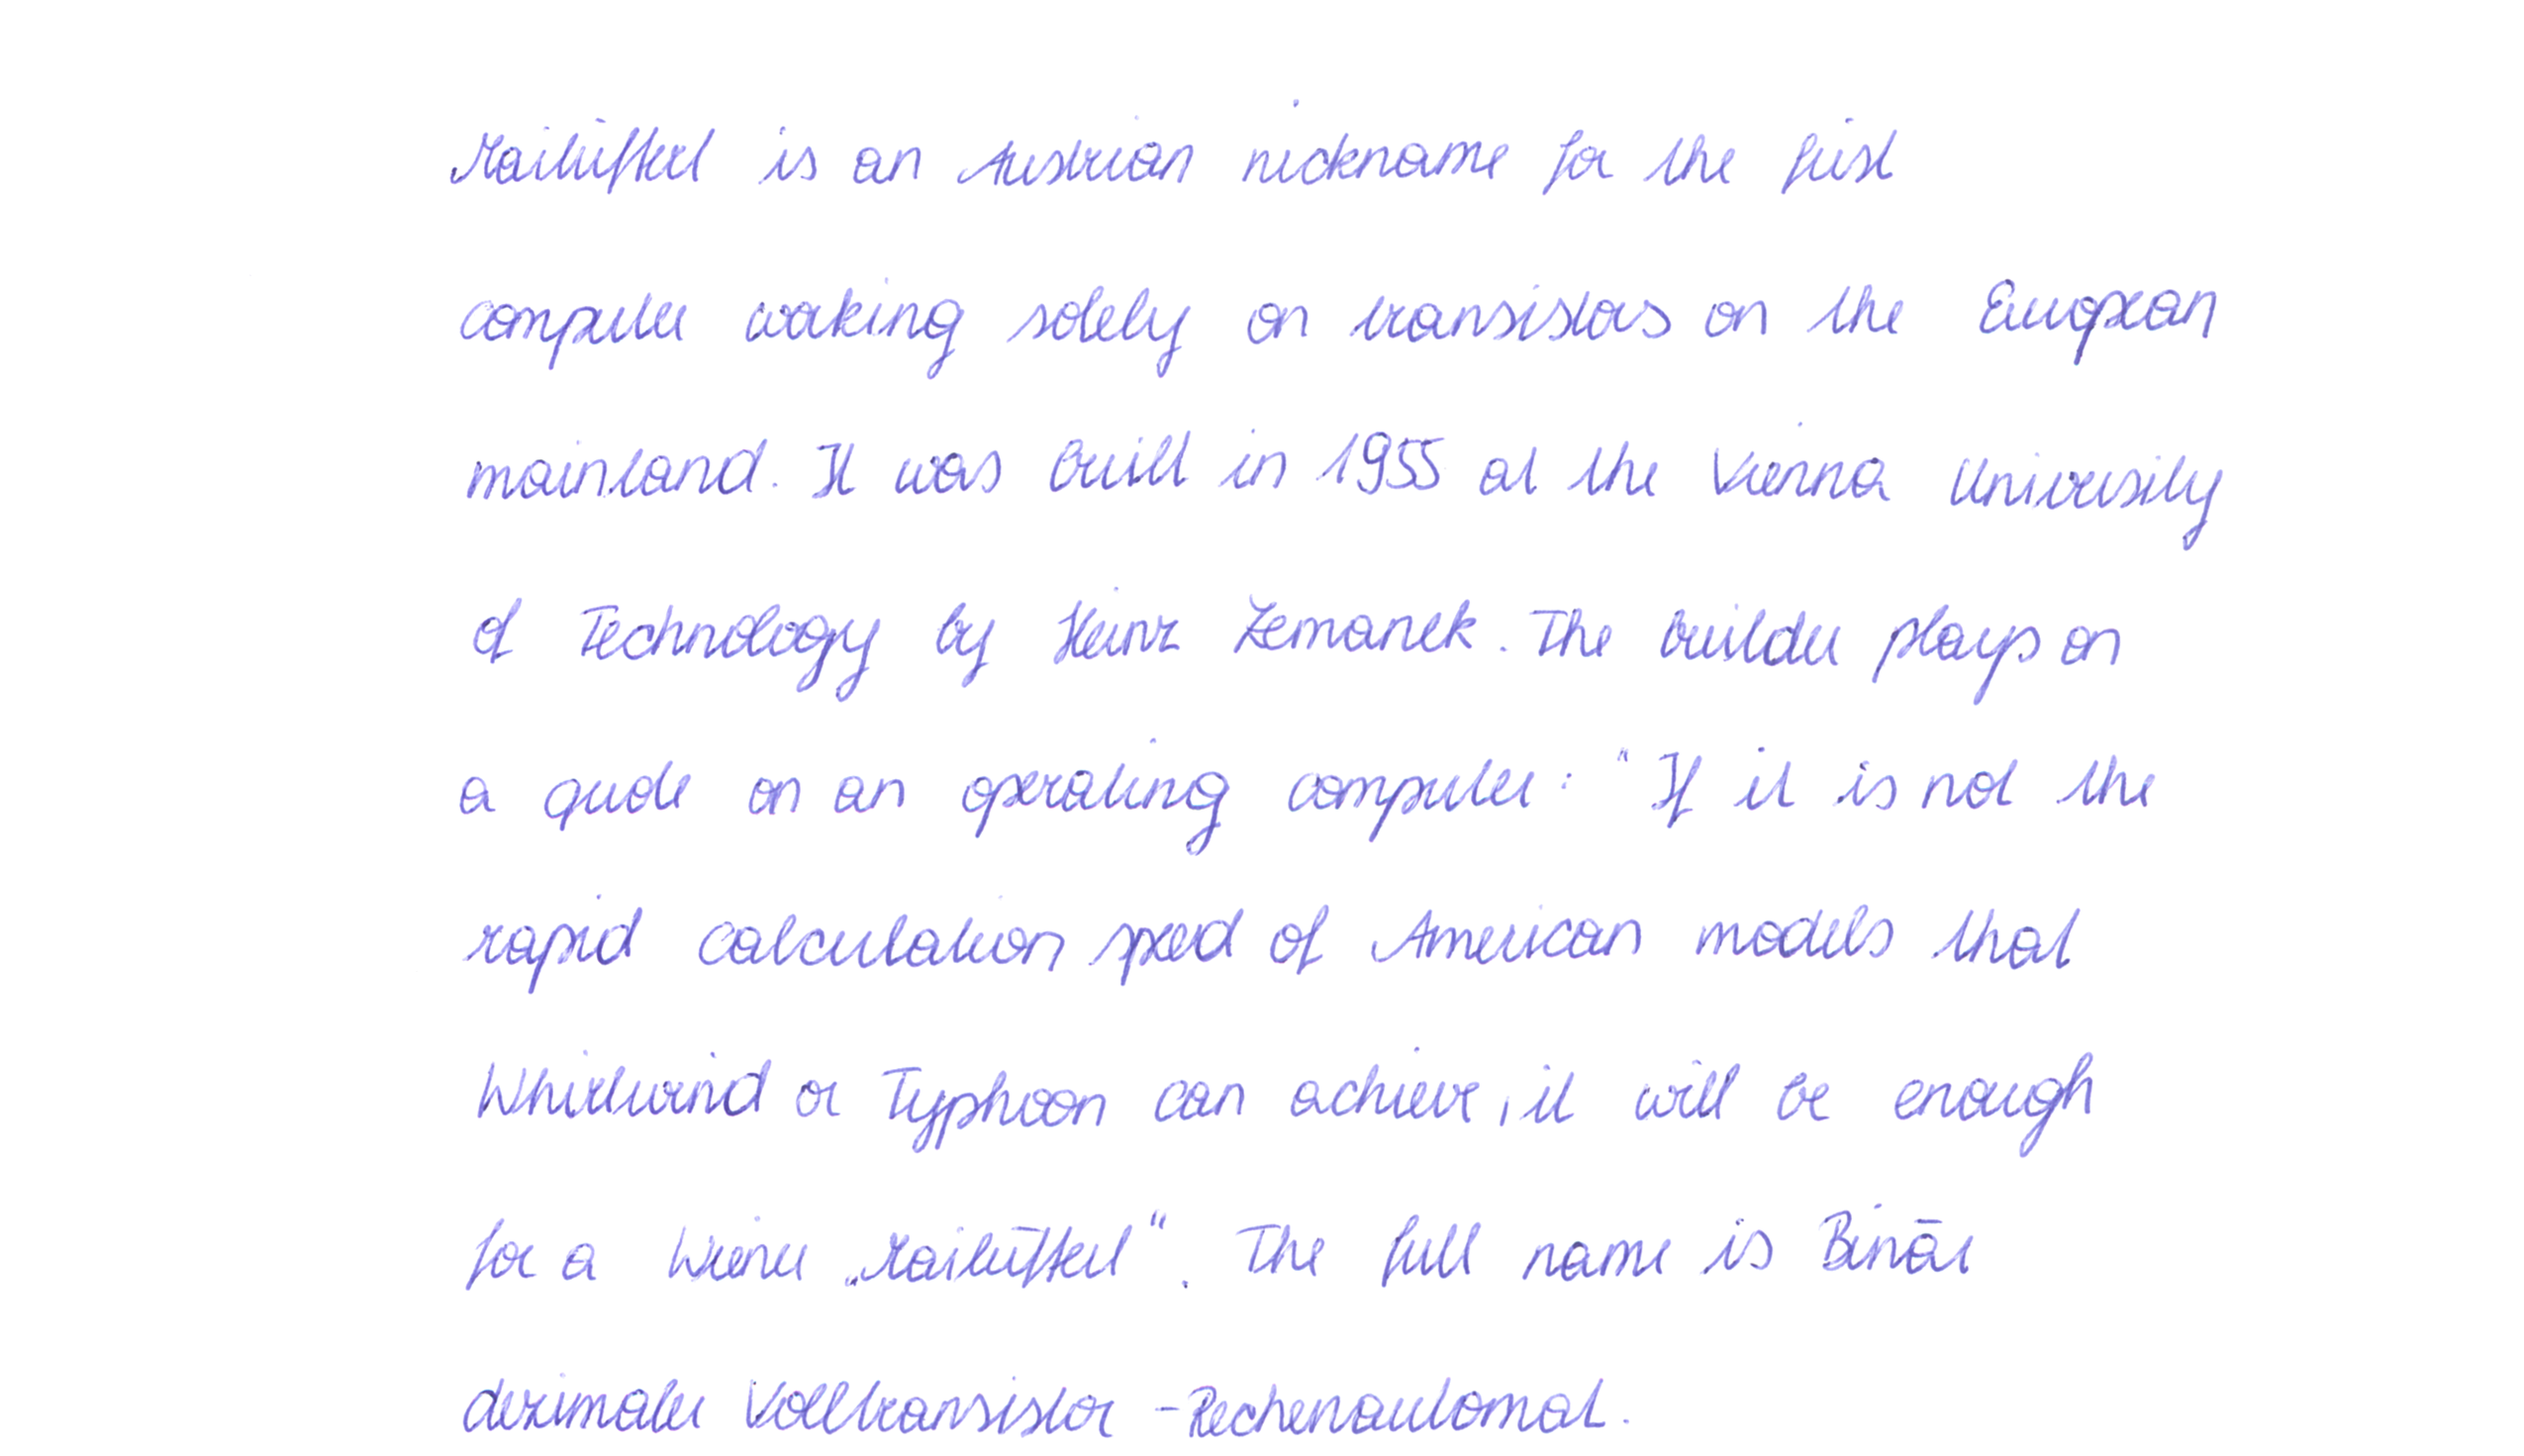 Mailüfterl is an Austrian nickname for the first
computer working solely on transistors on the European
mainland. It was built in 1955 at the Vienna University
of Technology by Heinz Zemanek. The builder plays on
a quote on an operating computer: "If it is not the
rapid calculation speed of American models that
Whirlwind or Typhoon can achieve, it will be enough
for a Wiener „Mailüfterl“. The full name is Binär
dezimaler Volltransistor-Rechenautomat.